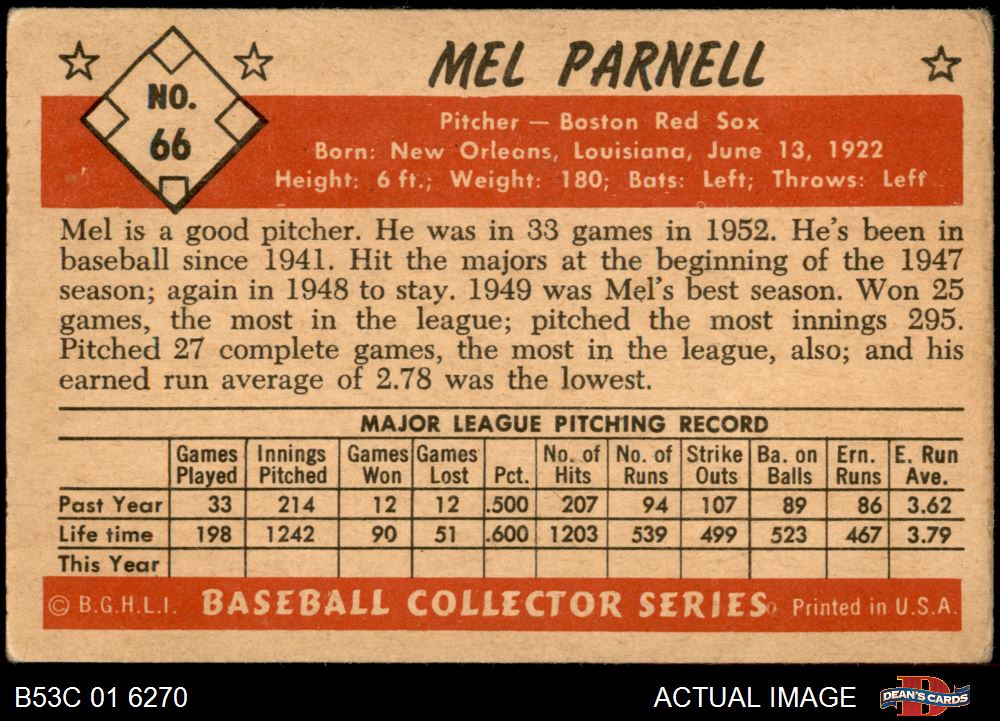 NO.
66
MEL PARNELL
Pitcher — Boston Red Sox
Born: New Orleans, Louisiana, June 13, 1922
Height: 6 ft.; Weight: 180; Bats: Left; Throws: Left
Mel is a good pitcher. He was in 33 games in 1952. He's been in
baseball since 1941. Hit the majors at the beginning of the 1947
season; again in 1948 to stay. 1949 was Mel's best season. Won 25
games, the most in the league; pitched the most innings 295.
Pitched 27 complete games, the most in the league, also; and his
earned run average of 2.78 was the lowest.
MAJOR LEAGUE PITCHING RECORD
Games Played Innings Pitched Games Won Games Lost Pct. No. of Hits No. of Runs Strike Outs Ba. on Balls Ern. Runs E. Run Ave.
Past Year 33 214 12 12 .500 207 94 107 89 86 3.62
Life time 198 1242 90 51 .600 1203 539 499 523 467 3.79
This Year
© B.G.H.L.I. BASEBALL COLLECTOR SERIES Printed in U.S.A.
B53C 01 6270 ACTUAL IMAGE DEAN'S CARDS